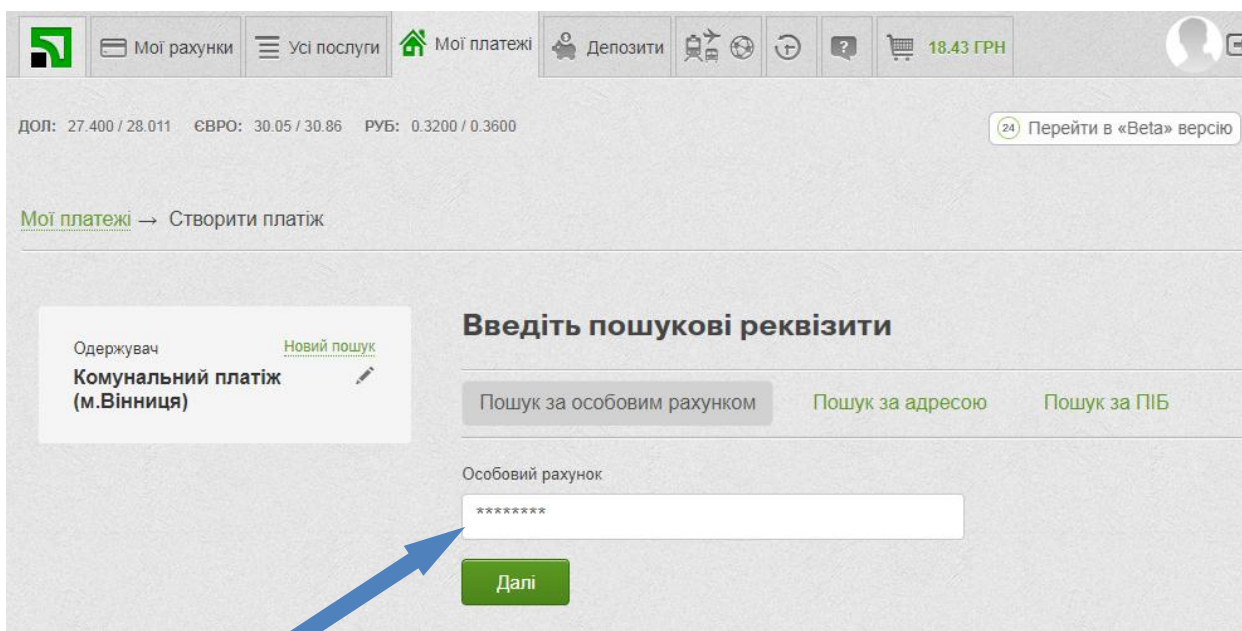 Мої рахунки Усі послуги Мої платежі Депозити ? 18.43 ГРН
ДОЛ: 27.400 / 28.011 ЄВРО: 30.05 / 30.86 РУБ: 0.3200 / 0.3600 24 Перейти в «Beta» версію
Мої платежі → Створити платіж
Введіть пошукові реквізити
Одержувач Новий пошук
Комунальний платіж
(м.Вінниця)
Пошук за особовим рахунком Пошук за адресою Пошук за ПІБ
Особовий рахунок
********
Далі